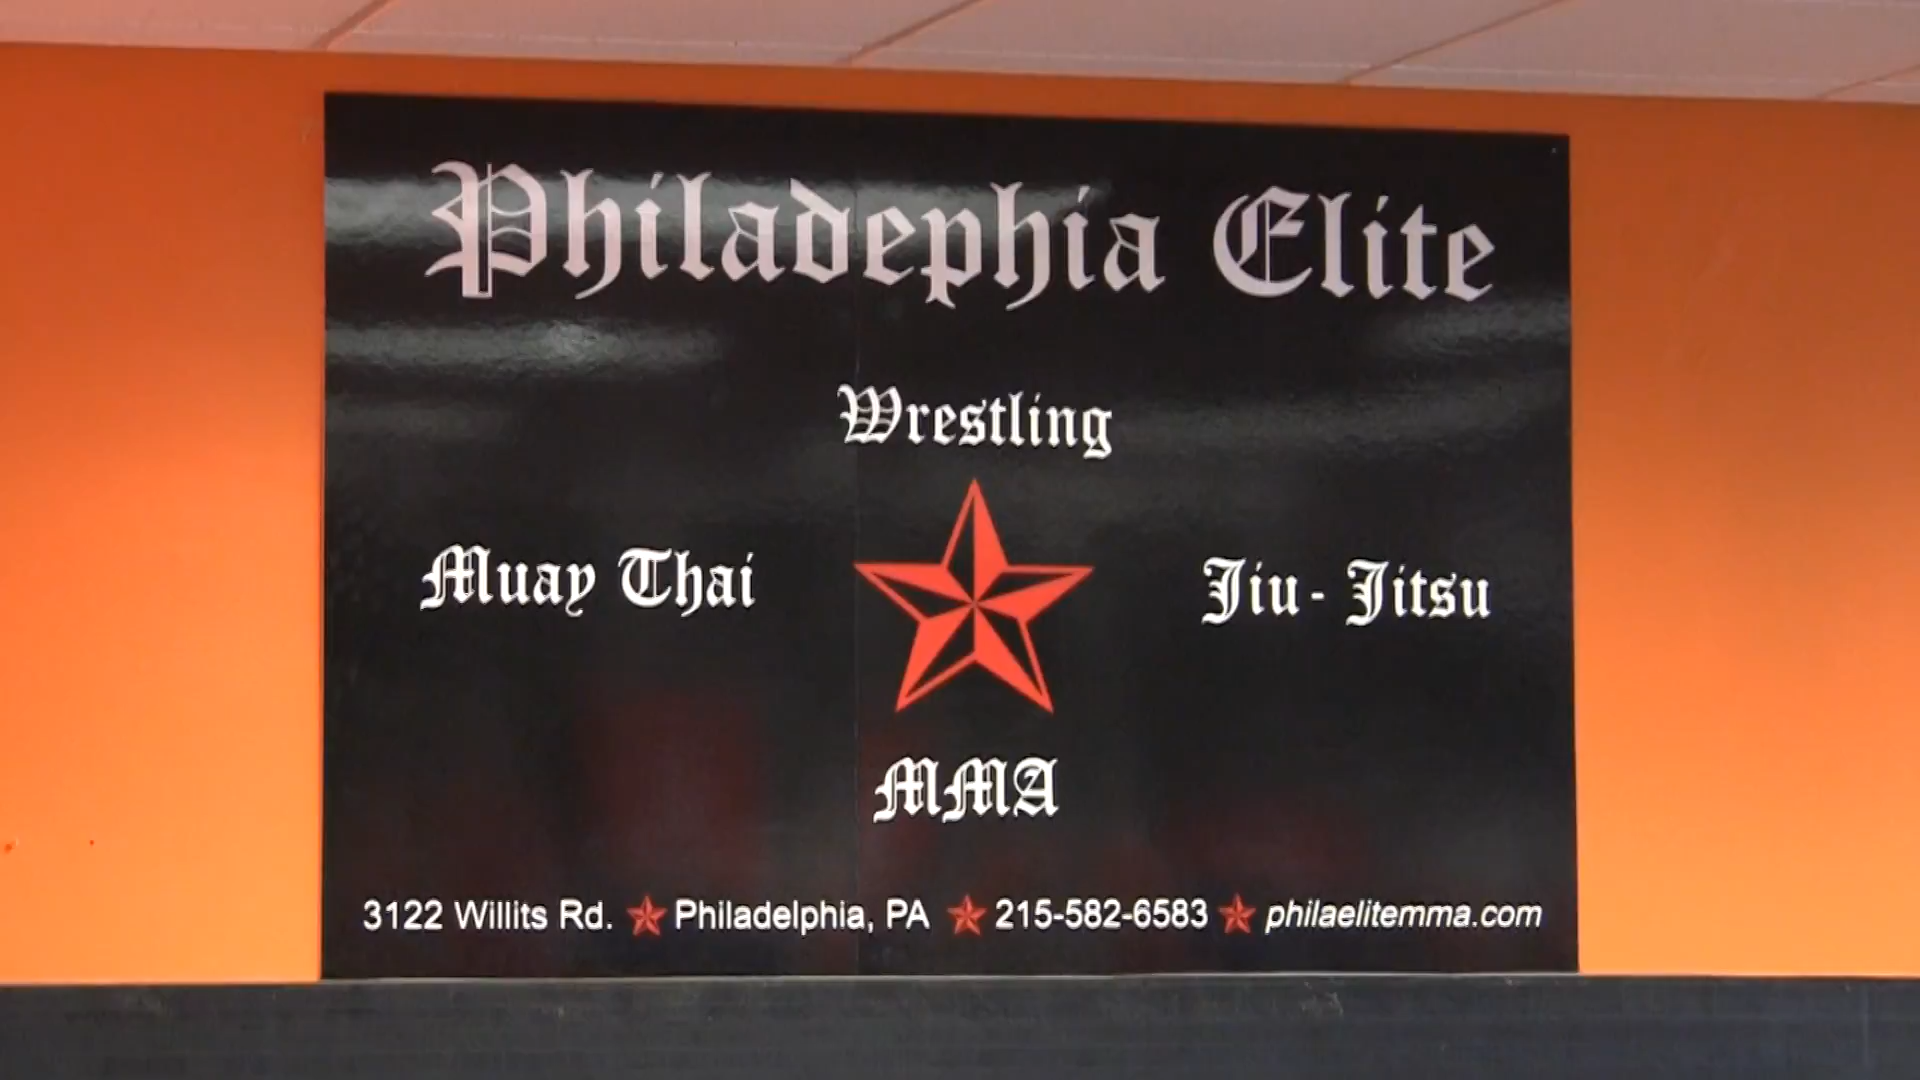 Philadephia Elite
Wrestling
Muay Thai Jiu-Jitsu
MMA
3122 Willits Rd. Philadelphia, PA 215-582-6583 philaelitemma.com